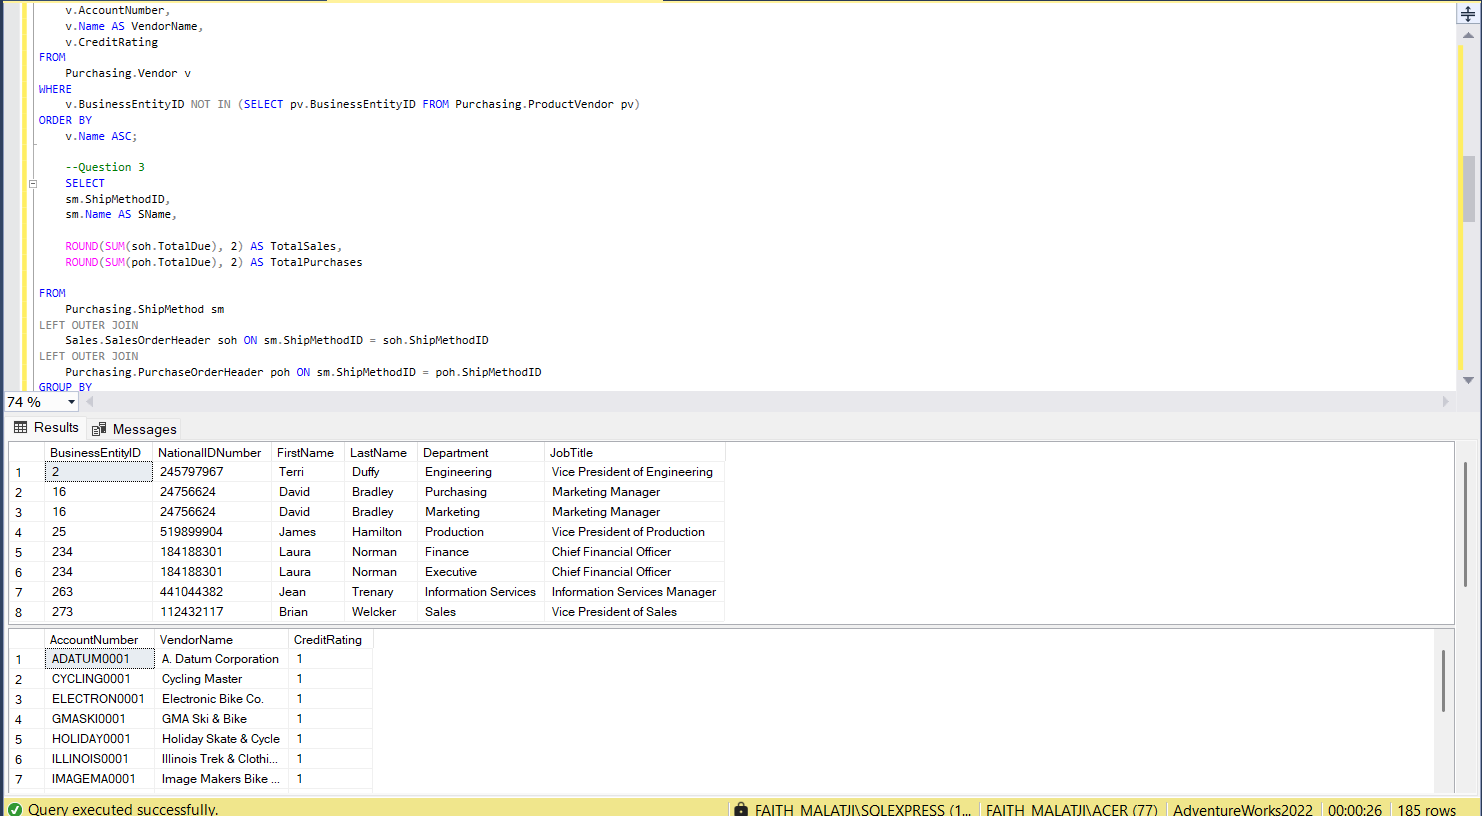 v.AccountNumber,
v.Name AS VendorName,
v.CreditRating
FROM
Purchasing.Vendor v
WHERE
v.BusinessEntityID NOT IN (SELECT pv.BusinessEntityID FROM Purchasing.ProductVendor pv)
ORDER BY
v.Name ASC;
--Question 3
SELECT
sm.ShipMethodID,
sm.Name AS SName,
ROUND(SUM(soh.TotalDue), 2) AS TotalSales,
ROUND(SUM(poh.TotalDue), 2) AS TotalPurchases
FROM
Purchasing.ShipMethod sm
LEFT OUTER JOIN
Sales.SalesOrderHeader soh ON sm.ShipMethodID = soh.ShipMethodID
LEFT OUTER JOIN
Purchasing.PurchaseOrderHeader poh ON sm.ShipMethodID = poh.ShipMethodID
GROUP BY
74 %
Results Messages
BusinessEntityID NationalIDNumber FirstName LastName Department JobTitle
1 2 245797967 Terri Duffy Engineering Vice President of Engineering
2 16 24756624 David Bradley Purchasing Marketing Manager
3 16 24756624 David Bradley Marketing Marketing Manager
4 25 519899904 James Hamilton Production Vice President of Production
5 234 184188301 Laura Norman Finance Chief Financial Officer
6 234 184188301 Laura Norman Executive Chief Financial Officer
7 263 441044382 Jean Trenary Information Services Information Services Manager
8 273 112432117 Brian Welcker Sales Vice President of Sales
AccountNumber VendorName CreditRating
1 ADATUM0001 A. Datum Corporation 1
2 CYCLING0001 Cycling Master 1
3 ELECTRON0001 Electronic Bike Co. 1
4 GMASKI0001 GMA Ski & Bike 1
5 HOLIDAY0001 Holiday Skate & Cycle 1
6 ILLINOIS0001 Illinois Trek & Clothi... 1
7 IMAGEMA0001 Image Makers Bike ... 1
Query executed successfully. FAITH_MALATJI\SQLEXPRESS (1... FAITH_MALATJI\ACER (77) AdventureWorks2022 00:00:26 185 rows